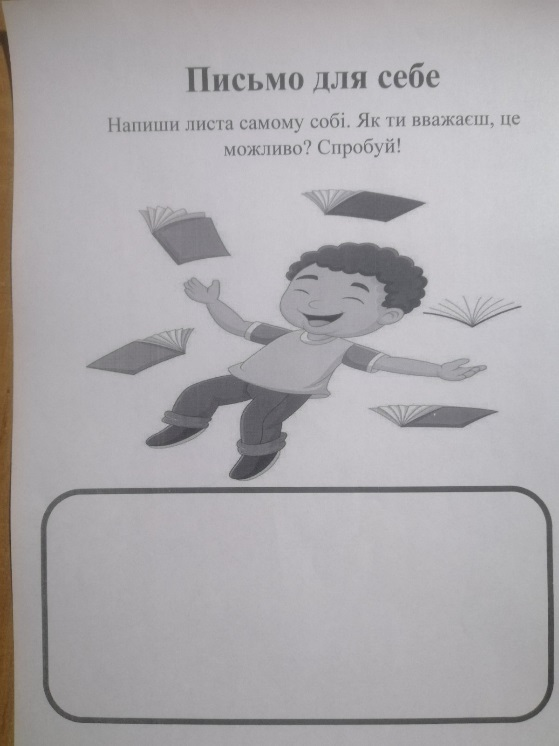 Письмо для себе
Напиши листа самому собі. Як ти вважаєш, це
можливо? Спробуй!